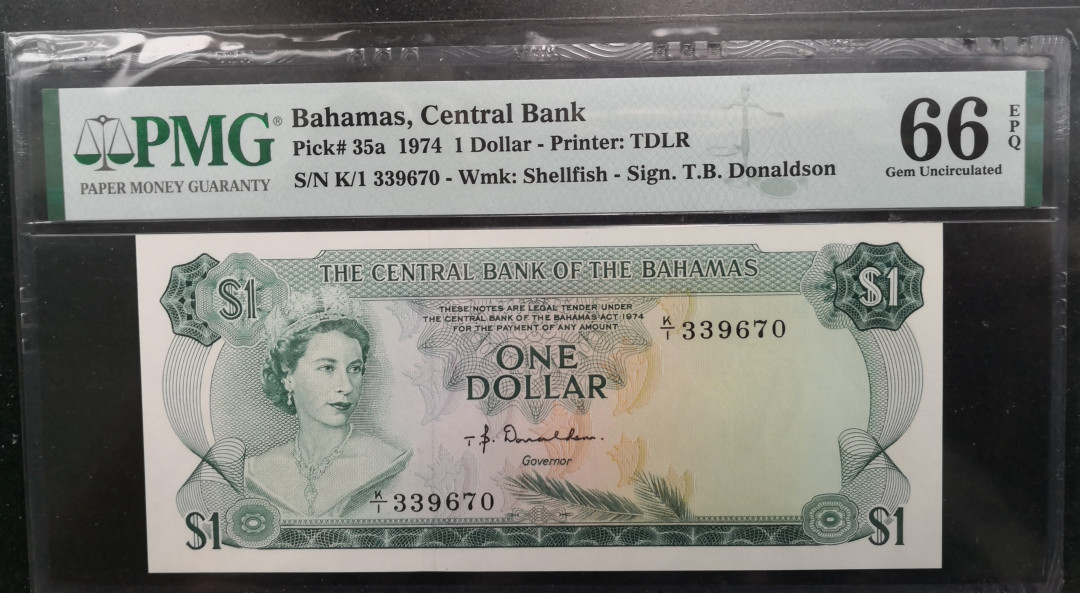 PMG®
PAPER MONEY GUARANTY
Bahamas, Central Bank
Pick# 35a 1974 1 Dollar - Printer: TDLR
S/N K/1 339670 - Wmk: Shellfish - Sign. T.B. Donaldson
66 EPQ
Gem Uncirculated
THE CENTRAL BANK OF THE BAHAMAS
$1
$1
THESE NOTES ARE LEGAL TENDER UNDER
THE CENTRAL BANK OF THE BAHAMAS ACT 1974
FOR THE PAYMENT OF ANY AMOUNT
K/1 339670
ONE
DOLLAR
T B. Donaldson.
Governor
K/1 339670
$1
$1